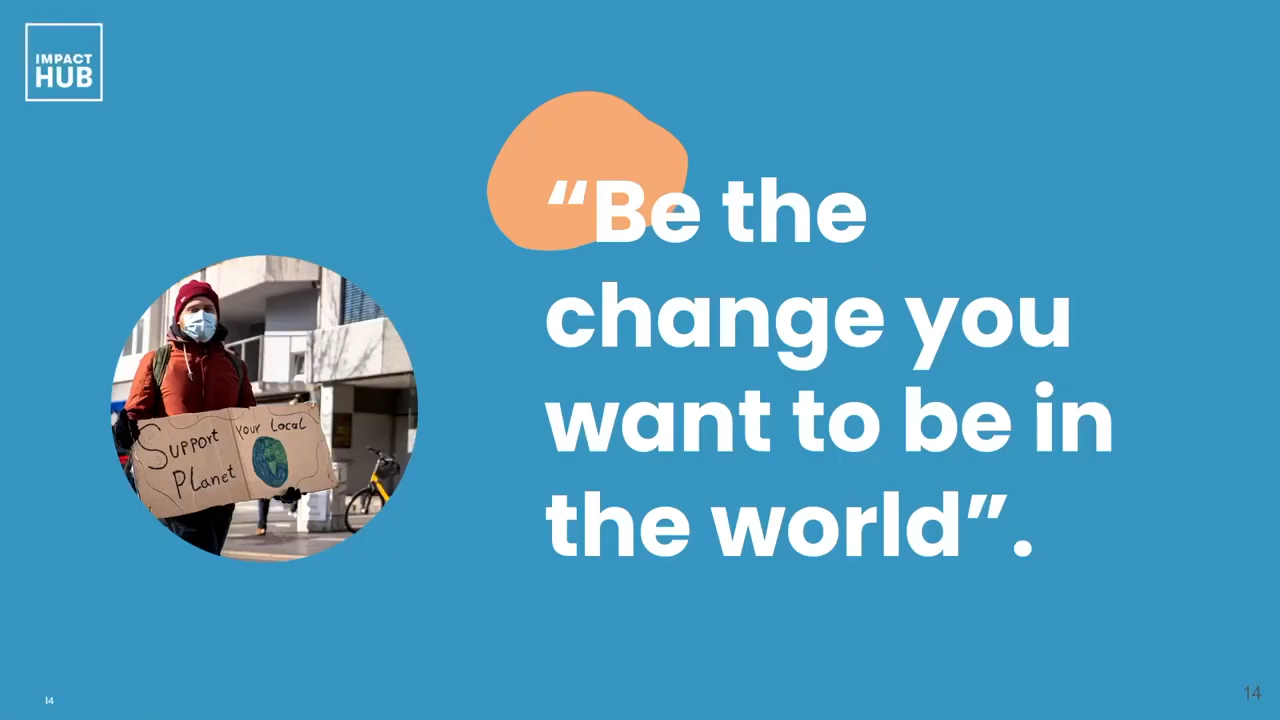 IMPACT
HUB
“Be the
change you
want to be in
the world”.
Support your Local
Planet
14
14